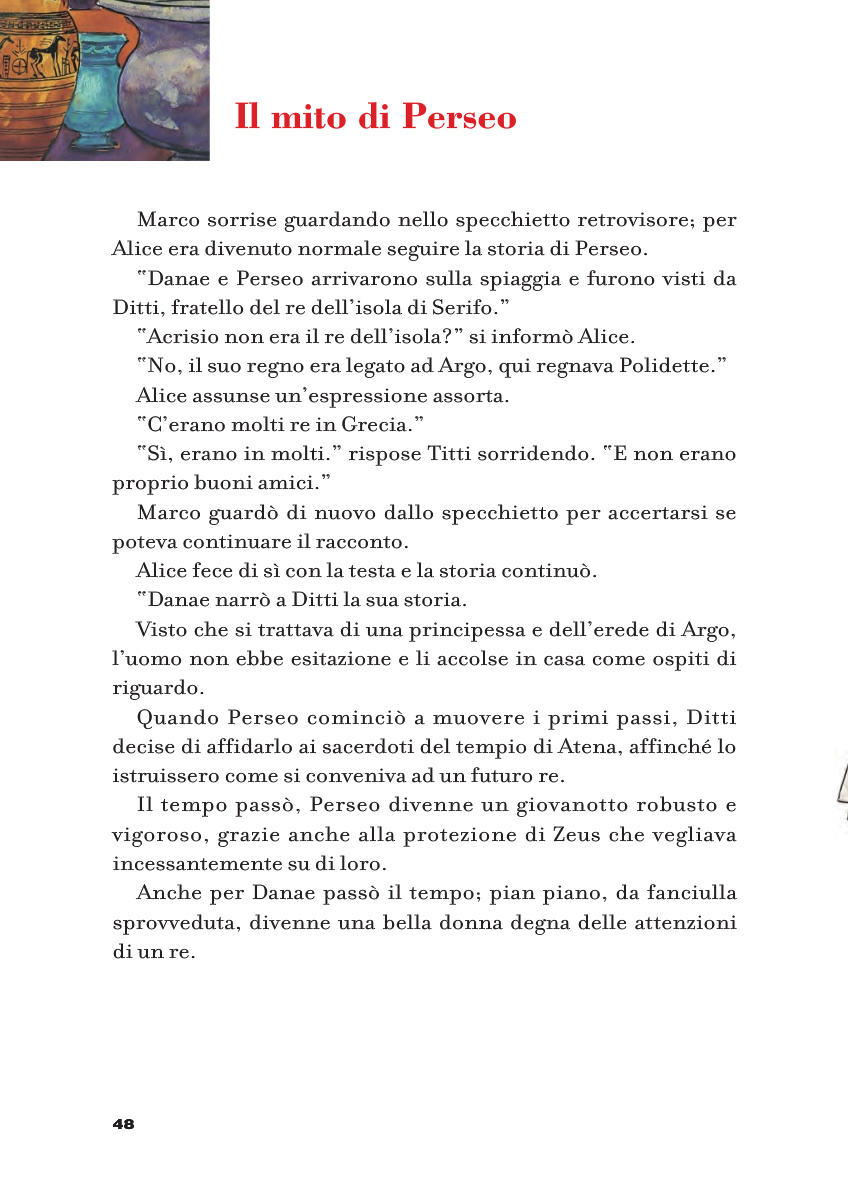 Il mito di Perseo
Marco sorrise guardando nello specchietto retrovisore; per
Alice era divenuto normale seguire la storia di Perseo.
‟Danae e Perseo arrivarono sulla spiaggia e furono visti da
Ditti, fratello del re dell’isola di Serifo.”
‟Acrisio non era il re dell’isola?” si informò Alice.
‟No, il suo regno era legato ad Argo, qui regnava Polidette.”
Alice assunse un’espressione assorta.
‟C’erano molti re in Grecia.”
‟Sì, erano in molti.” rispose Titti sorridendo. ‟E non erano
proprio buoni amici.”
Marco guardò di nuovo dallo specchietto per accertarsi se
poteva continuare il racconto.
Alice fece di sì con la testa e la storia continuò.
‟Danae narrò a Ditti la sua storia.
Visto che si trattava di una principessa e dell’erede di Argo,
l’uomo non ebbe esitazione e li accolse in casa come ospiti di
riguardo.
Quando Perseo cominciò a muovere i primi passi, Ditti
decise di affidarlo ai sacerdoti del tempio di Atena, affinché lo
istruissero come si conveniva ad un futuro re.
Il tempo passò, Perseo divenne un giovanotto robusto e
vigoroso, grazie anche alla protezione di Zeus che vegliava
incessantemente su di loro.
Anche per Danae passò il tempo; pian piano, da fanciulla
sprovveduta, divenne una bella donna degna delle attenzioni
di un re.
48